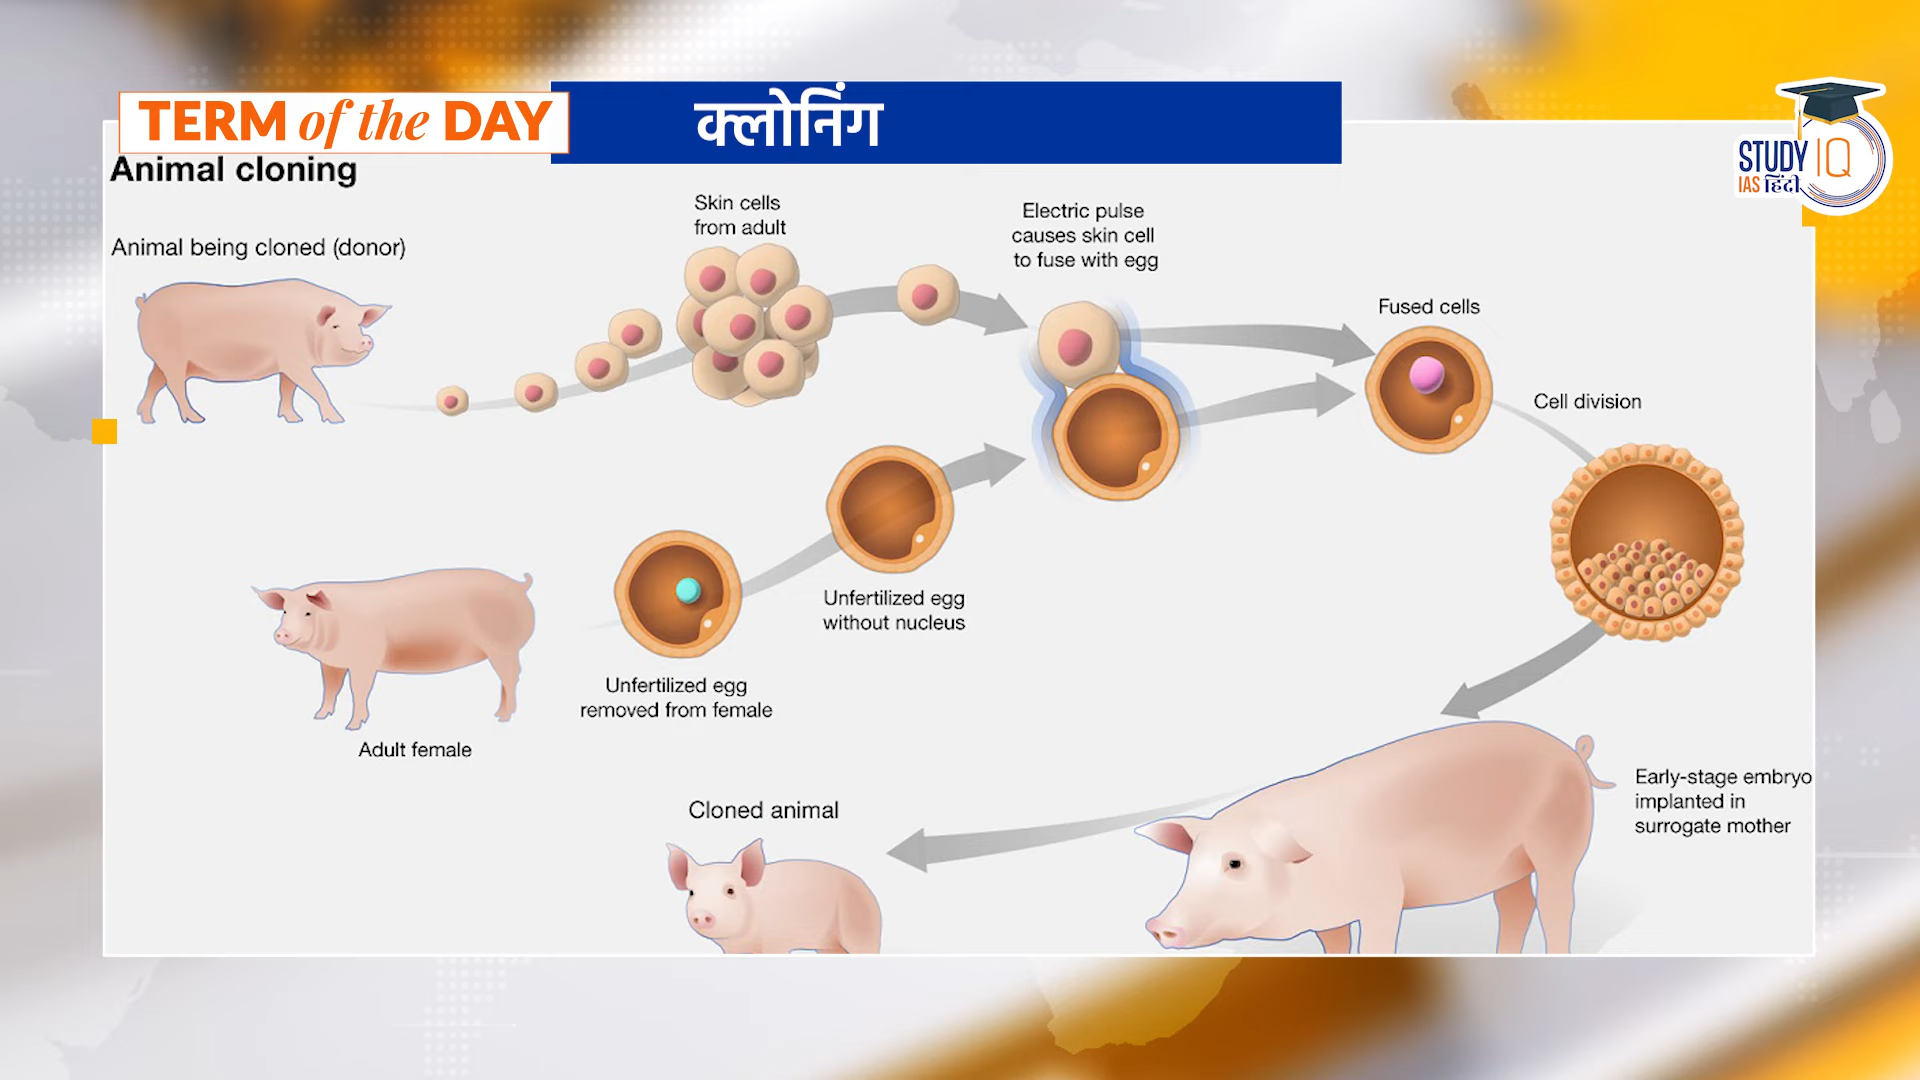 TERM of the DAY
क्लोनिंग
STUDY IQ
IAS हिंदी
Animal cloning
Animal being cloned (donor)
Skin cells
from adult
Electric pulse
causes skin cell
to fuse with egg
Fused cells
Cell division
Unfertilized egg
without nucleus
Unfertilized egg
removed from female
Adult female
Early-stage embryo
implanted in
surrogate mother
Cloned animal